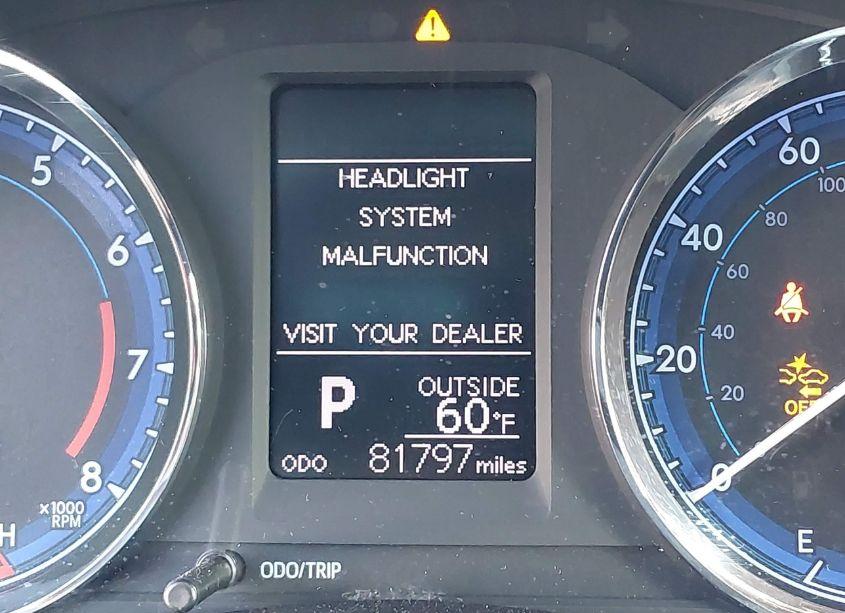 HEADLIGHT
SYSTEM
MALFUNCTION
VISIT YOUR DEALER
P
OUTSIDE
60°F
ODO 81797 miles
ODO/TRIP
5
6
7
8
x1000
RPM
H
60
40
20
0
100
80
60
40
20
OFF
E